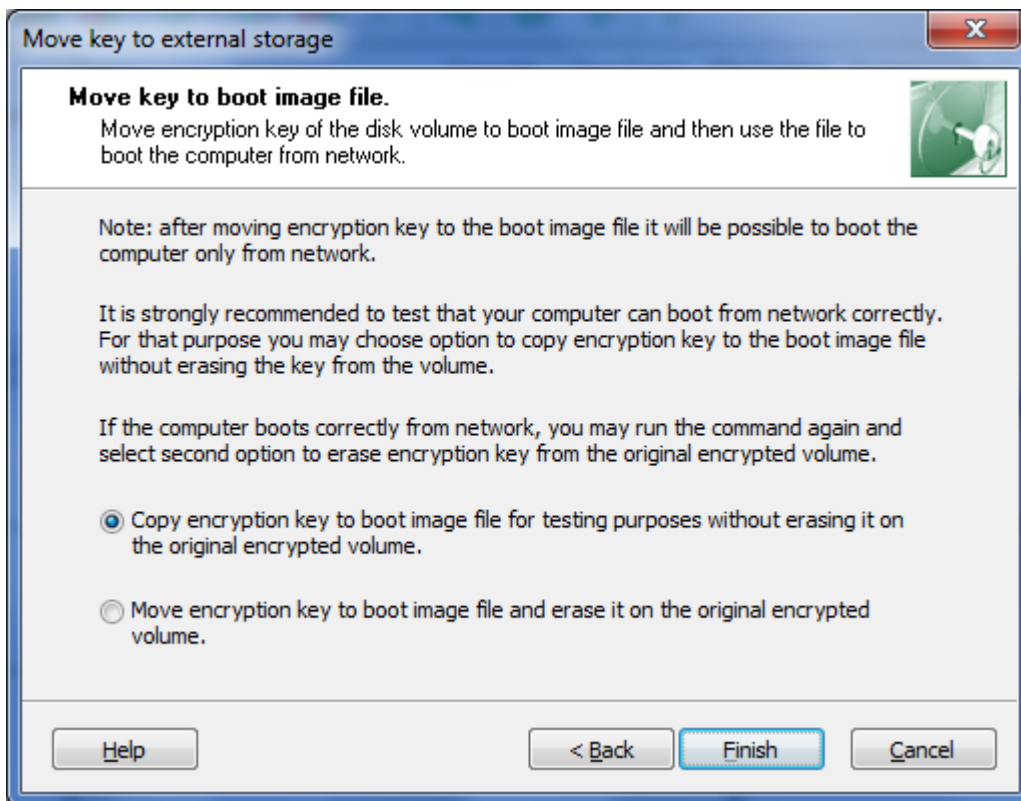 Move key to external storage
Move key to boot image file.
Move encryption key of the disk volume to boot image file and then use the file to
boot the computer from network.
Note: after moving encryption key to the boot image file it will be possible to boot the
computer only from network.
It is strongly recommended to test that your computer can boot from network correctly.
For that purpose you may choose option to copy encryption key to the boot image file
without erasing the key from the volume.
If the computer boots correctly from network, you may run the command again and
select second option to erase encryption key from the original encrypted volume.
Copy encryption key to boot image file for testing purposes without erasing it on
the original encrypted volume.
Move encryption key to boot image file and erase it on the original encrypted
volume.
Help
< Back
Finish
Cancel